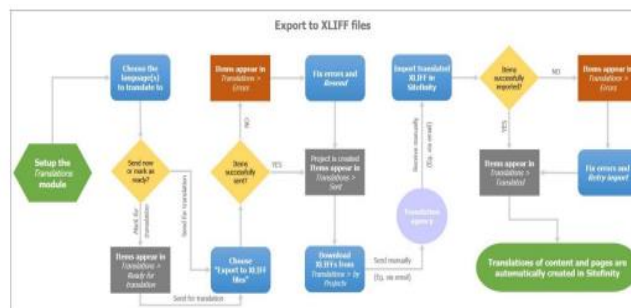 Export to XLIFF files
Choose the
language(s)
to translate to
Items appear in
Translations >
Errors
Fix errors and
Resend
Import translated
XLIFF in
Sitefinity
Items
successfully
imported?
NO
Items appear in
Translations >
Errors
Setup the
Translations
module
Send now
or mark as
ready?
Mark for
translation
Send for translation
NO
Items
successfully
sent?
YES
Project is created
Items appear in
Translations >
Sent
Receive manually
(Eg. via email)
YES
Items appear in
Translations >
Translated
Fix errors and
Retry import
Translation
agency
Items appear in
Translations >
Ready for
translation
Send for translation
Choose
"Export to XLIFF
files"
Download
XLIFFs from
Translations > by
Projects
Send manually
(Eg. via email)
Translations of content and pages are
automatically created in Sitefinity